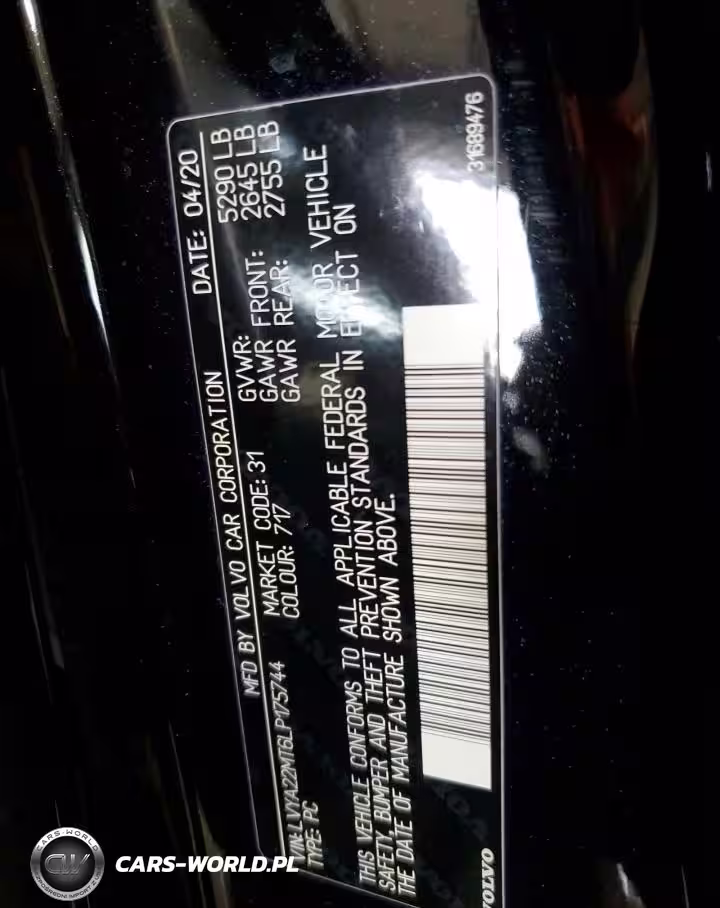 MFD BY VOLVO CAR CORPORATION DATE: 04/20
GVWR: 5290 LB
MARKET CODE: 31 GAWR FRONT: 2645 LB
COLOUR: 717 GAWR REAR: 2755 LB
VIN: LVYA22MT6LP175744
TYPE: PC
THIS VEHICLE CONFORMS TO ALL APPLICABLE FEDERAL MOTOR VEHICLE
SAFETY, BUMPER AND THEFT PREVENTION STANDARDS IN EFFECT ON
THE DATE OF MANUFACTURE SHOWN ABOVE.
VOLVO 31689476
CARS-WORLD
CARS-WORLD.PL